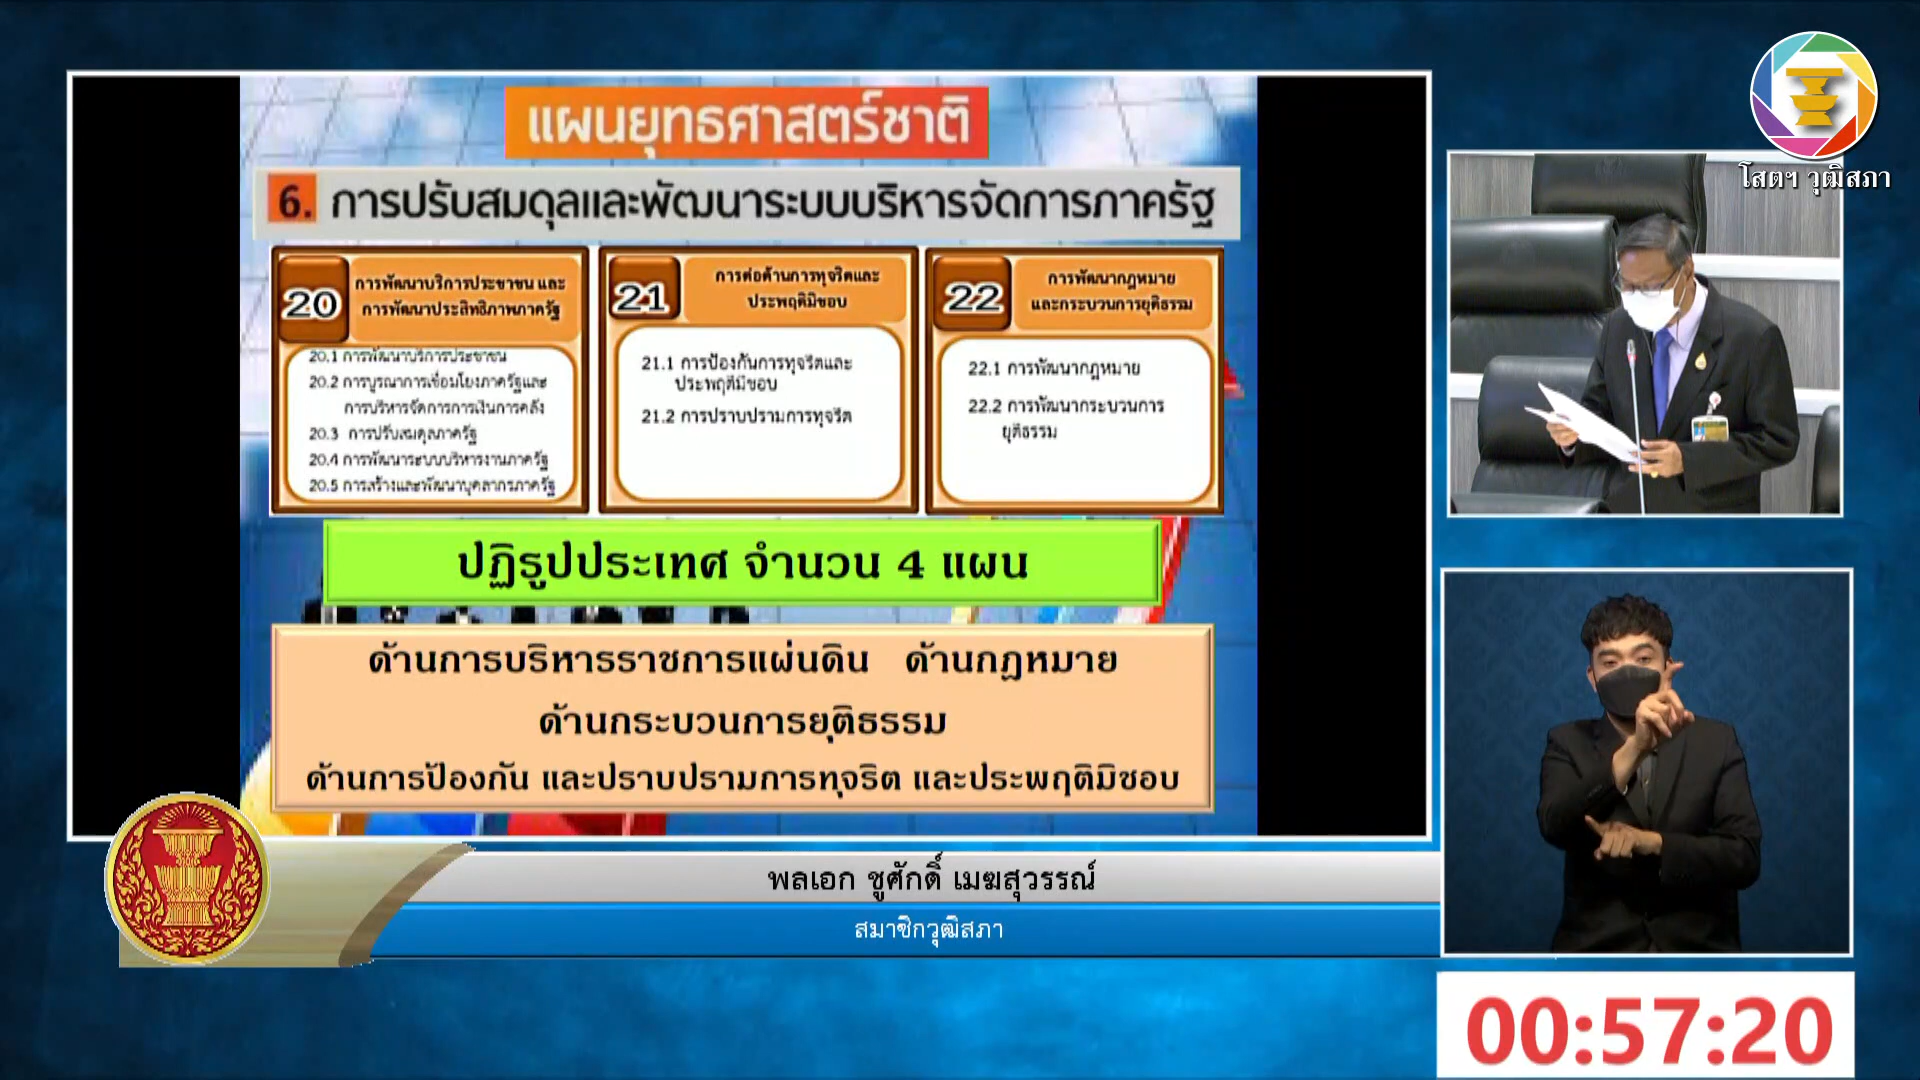 แผนยุทธศาสตร์ชาติ
6. การปรับสมดุลและพัฒนาระบบบริหารจัดการภาครัฐ
20
การพัฒนาบริการประชาชน และ
การพัฒนาประสิทธิภาพภาครัฐ
20.1 การพัฒนาบริการประชาชน
20.2 การบูรณาการเชื่อมโยงภาครัฐและ
การบริหารจัดการการเงินการคลัง
20.3 การปรับสมดุลภาครัฐ
20.4 การพัฒนาระบบบริหารงานภาครัฐ
20.5 การสร้างและพัฒนาบุคลากรภาครัฐ
21
การต่อต้านการทุจริตและ
ประพฤติมิชอบ
21.1 การป้องกันการทุจริตและ
ประพฤติมิชอบ
21.2 การปราบปรามการทุจริต
22
การพัฒนากฎหมาย
และกระบวนการยุติธรรม
22.1 การพัฒนากฎหมาย
22.2 การพัฒนากระบวนการ
ยุติธรรม
ปฏิรูปประเทศ จำนวน 4 แผน
ด้านการบริหารราชการแผ่นดิน ด้านกฎหมาย
ด้านกระบวนการยุติธรรม
ด้านการป้องกัน และปราบปรามการทุจริต และประพฤติมิชอบ
โสตฯ วุฒิสภา
พลเอก ชูศักดิ์ เมฆสุวรรณ์
สมาชิกวุฒิสภา
00:57:20